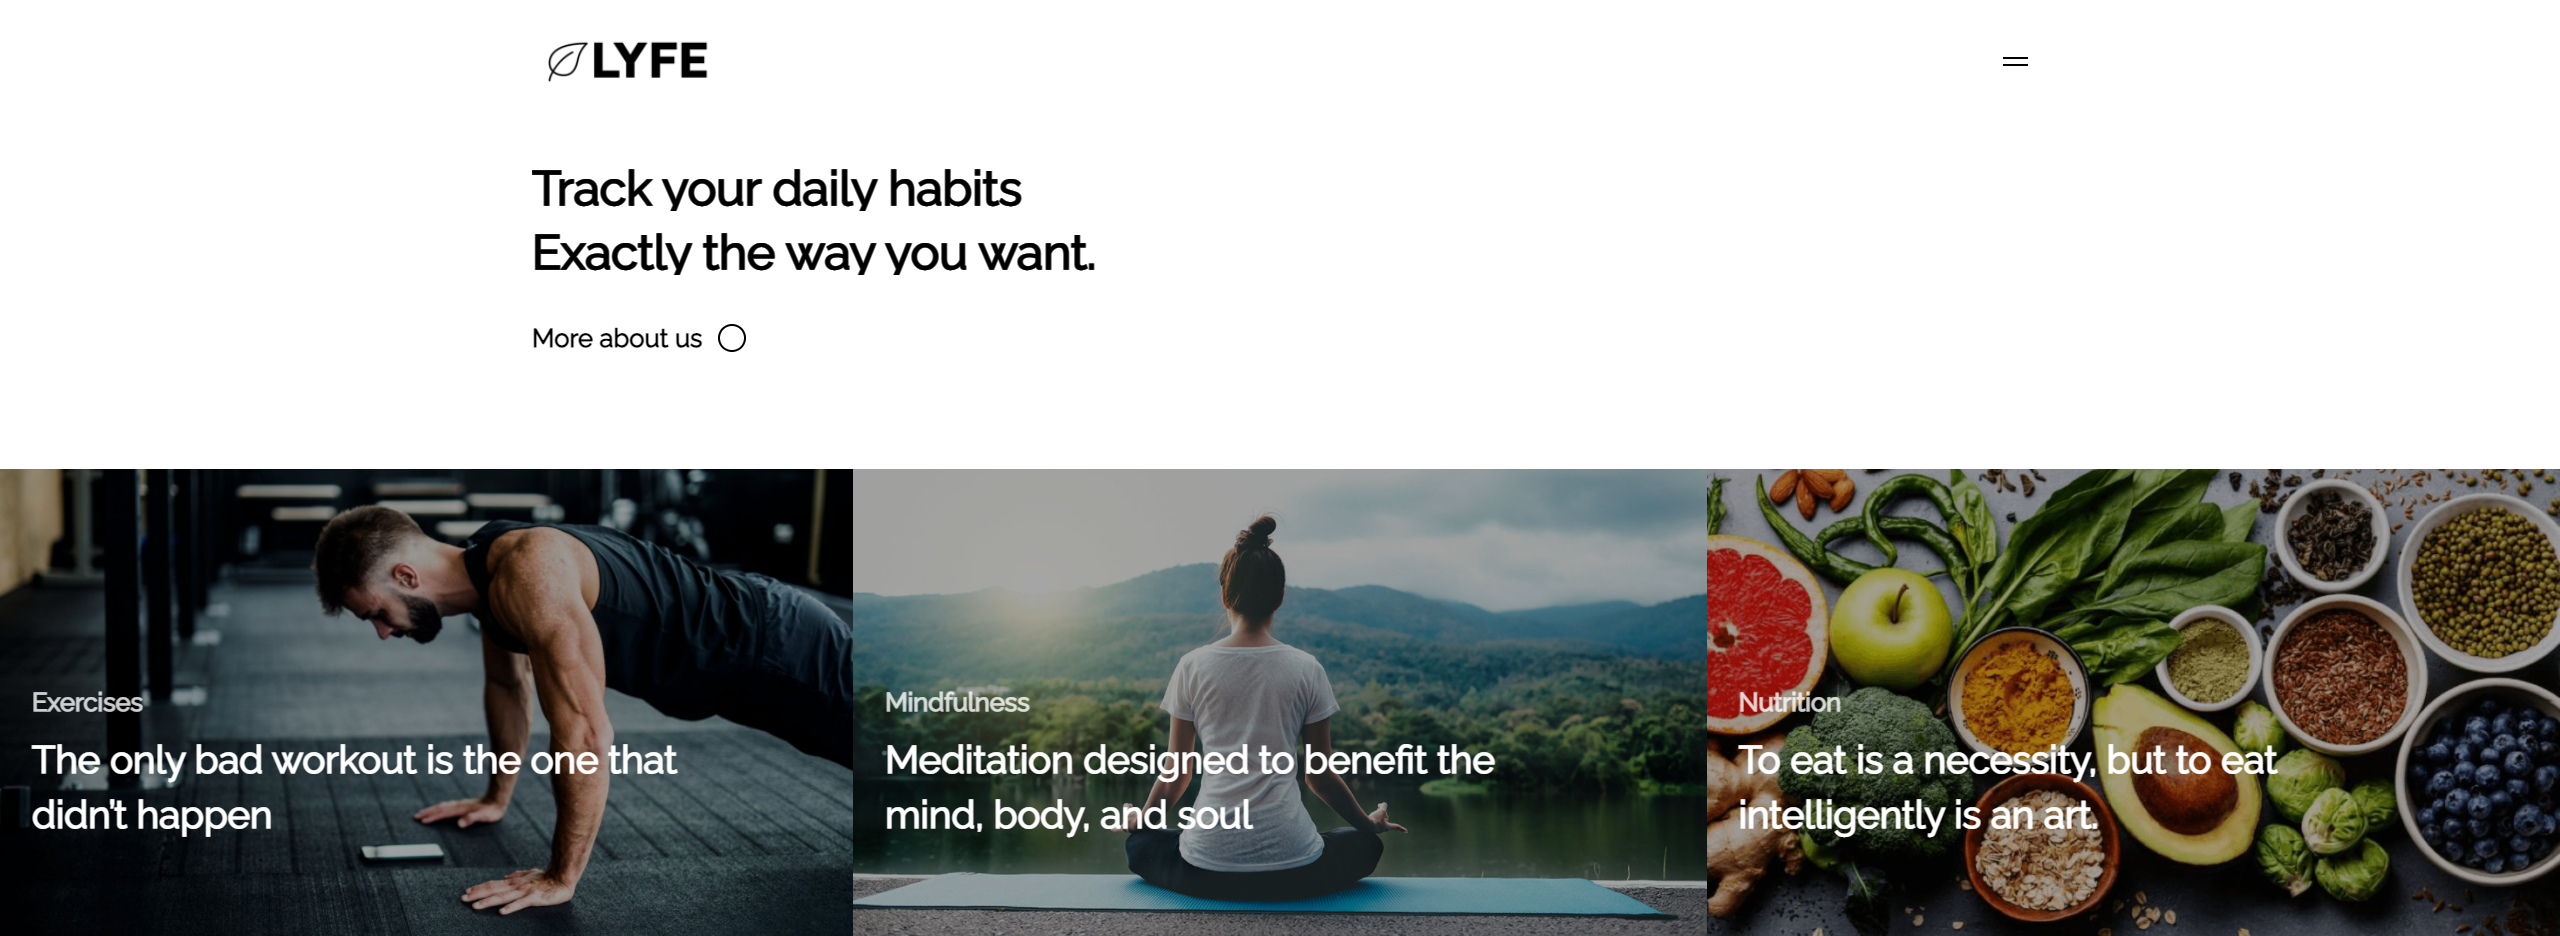 LYFE
Track your daily habits
Exactly the way you want.
More about us
Exercises
The only bad workout is the one that
didn't happen
Mindfulness
Meditation designed to benefit the
mind, body, and soul
Nutrition
To eat is a necessity, but to eat
intelligently is an art.